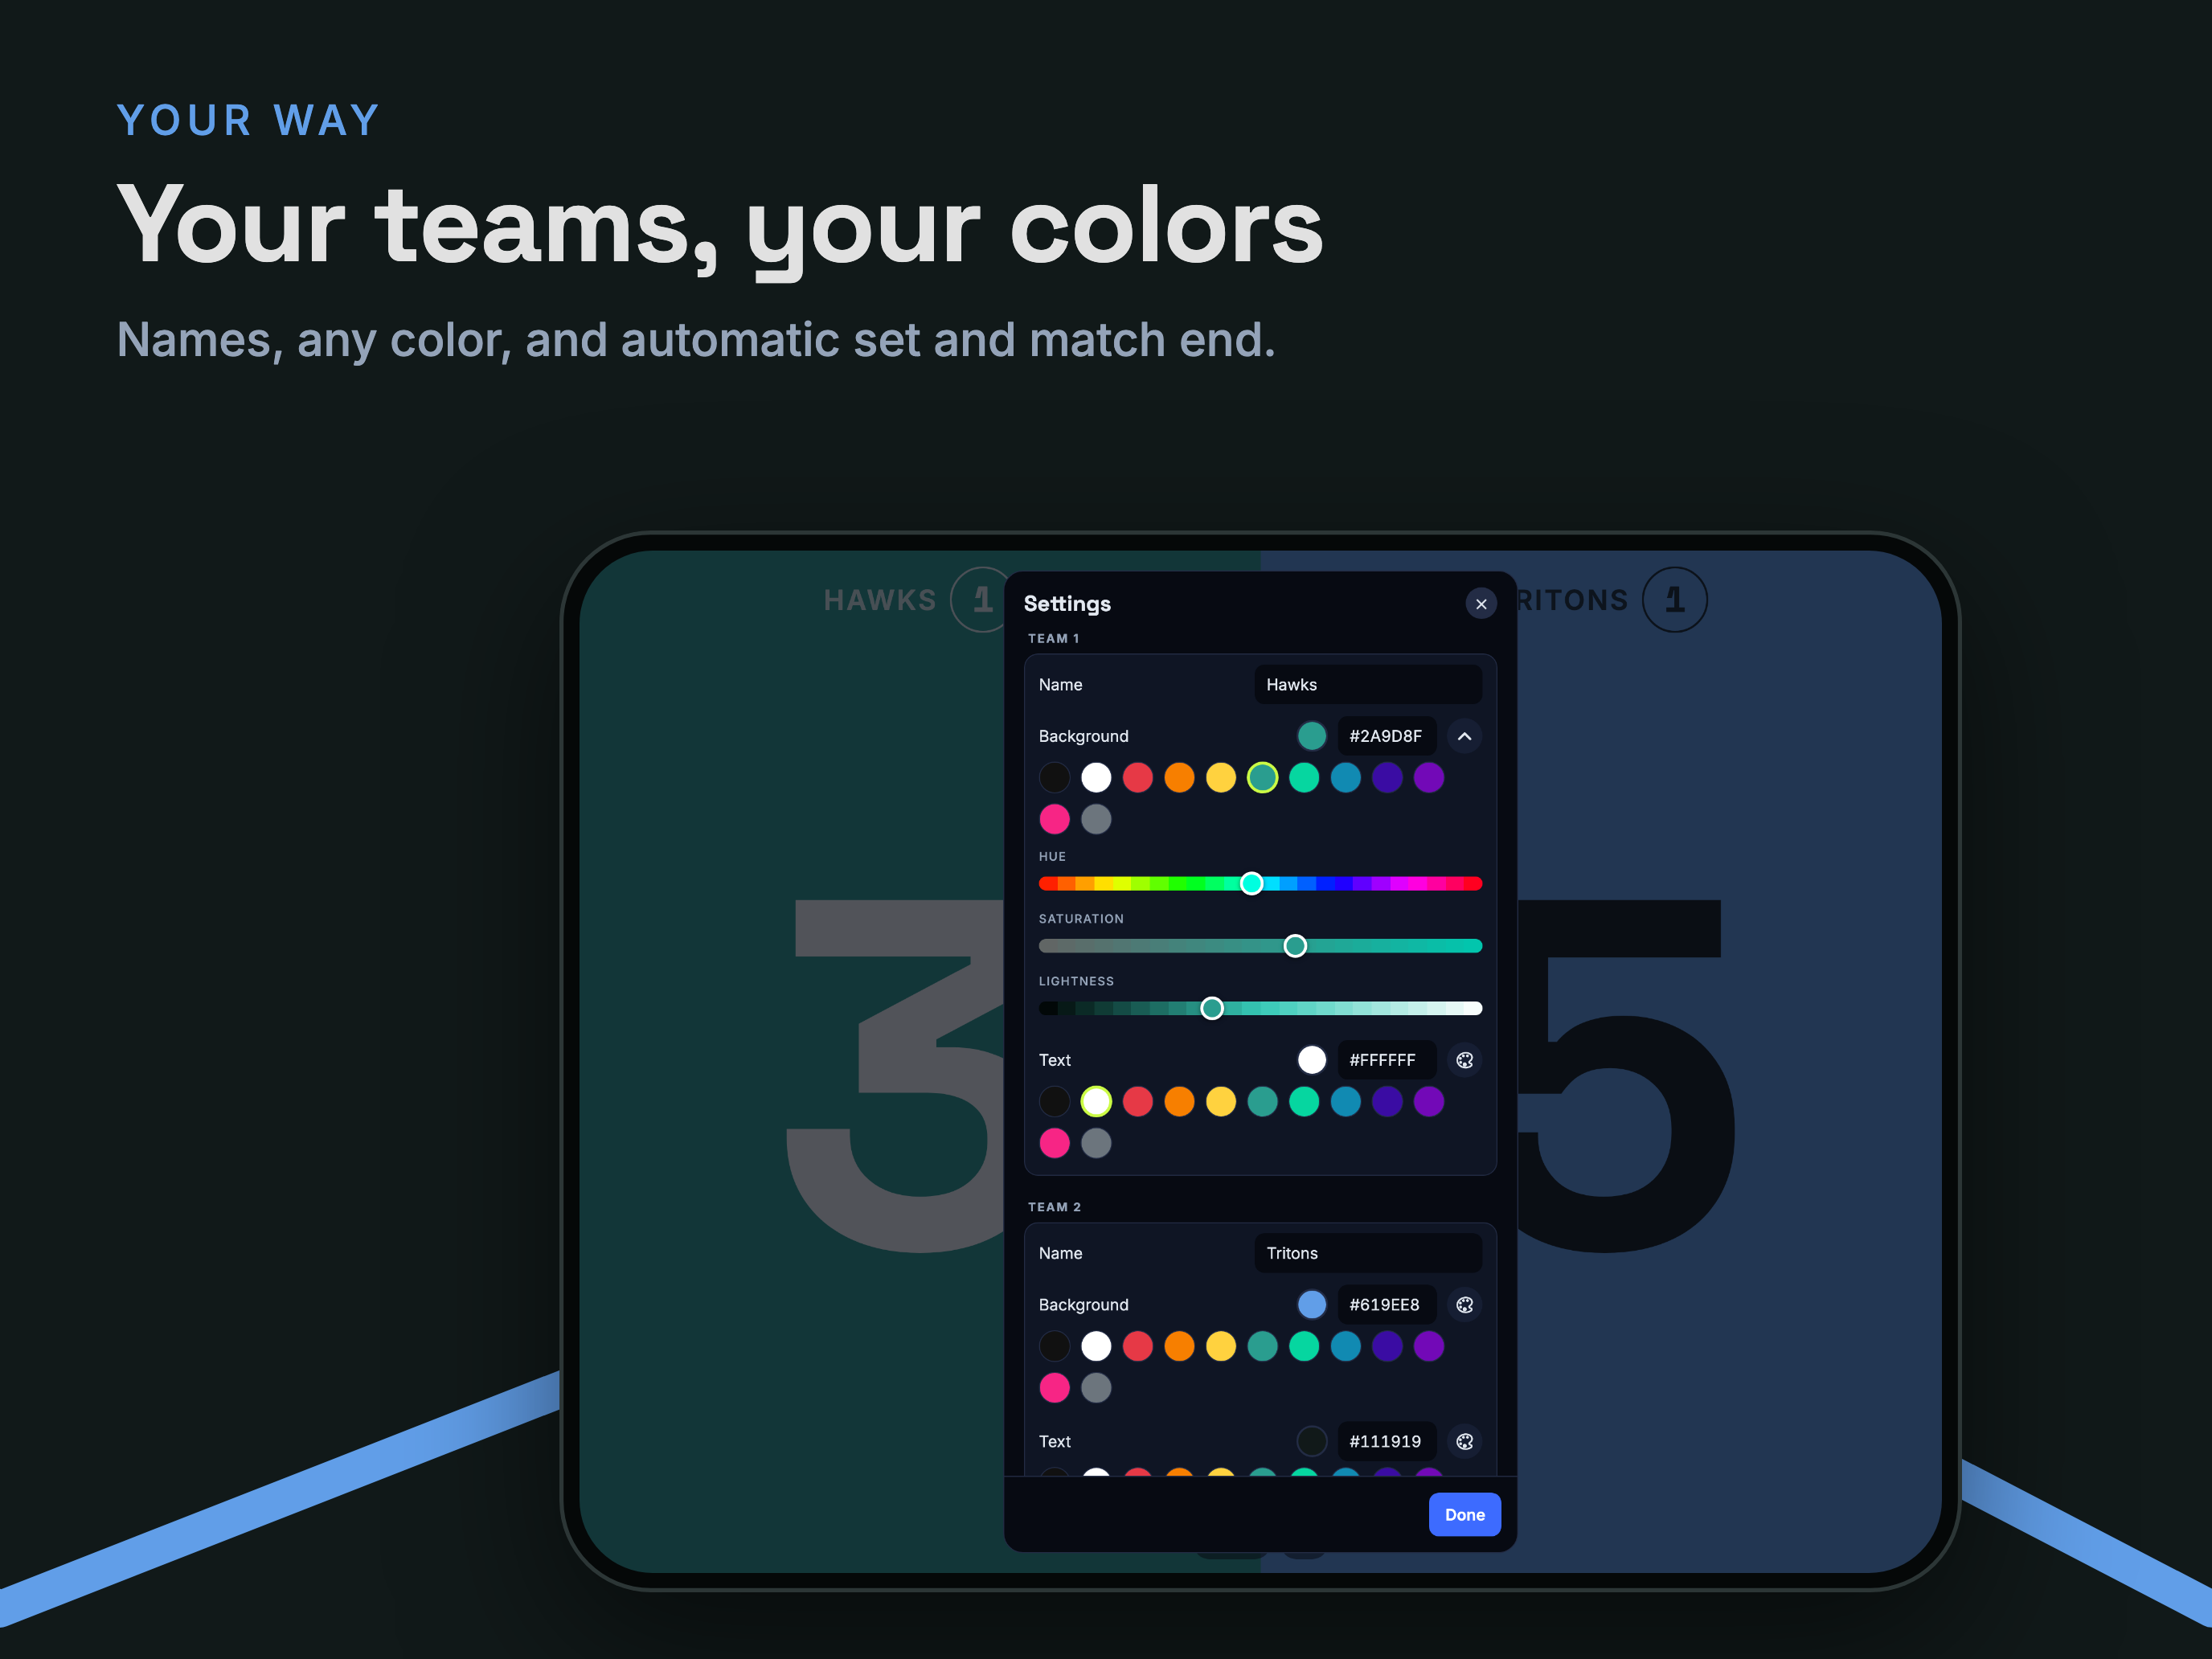 YOUR WAY
Your teams, your colors
Names, any color, and automatic set and match end.
HAWKS 1
RITONS 1
3
5
Settings
TEAM 1
Name Hawks
Background #2A9D8F
HUE
SATURATION
LIGHTNESS
Text #FFFFFF
TEAM 2
Name Tritons
Background #619EE8
Text #111919
Done